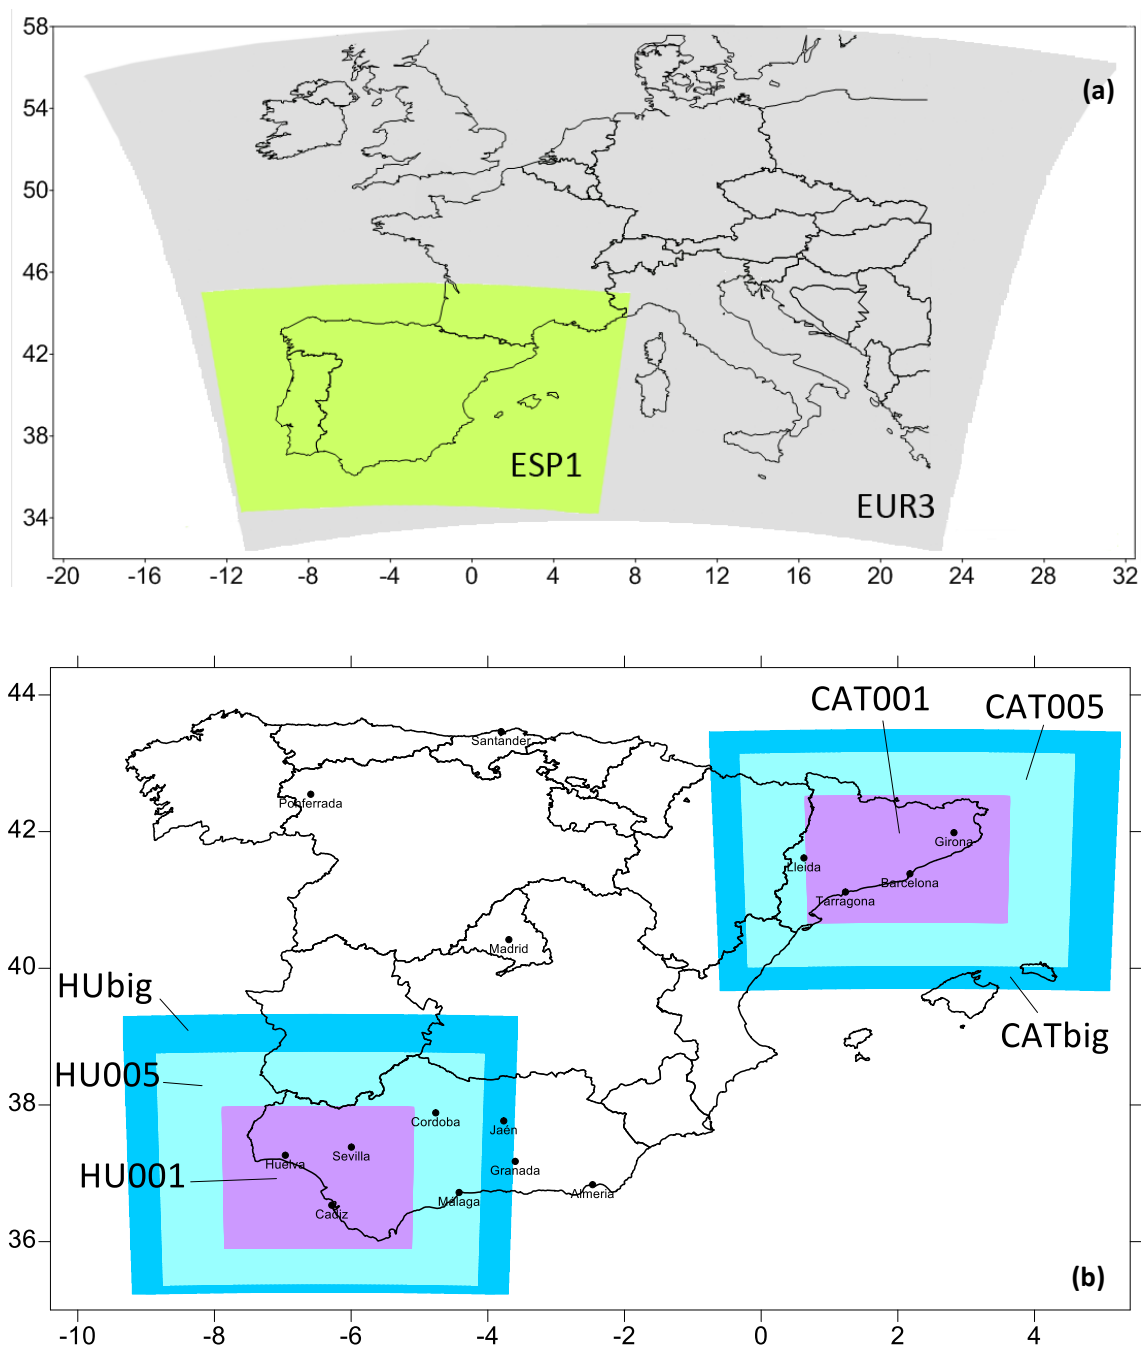 58
(a)
54
50
46
42
38
ESP1
EUR3
34
-20 -16 -12 -8 -4 0 4 8 12 16 20 24 28 32
CAT001
CAT005
44
Santander
Ponferrada
42
Girona
Lleida
Barcelona
Tarragona
Madrid
40
HUbig
CATbig
HU005
38
Cordoba
Jaén
Sevilla
Huelva
Granada
HU001
Almeria
Málaga
Cadiz
36
(b)
-10 -8 -6 -4 -2 0 2 4